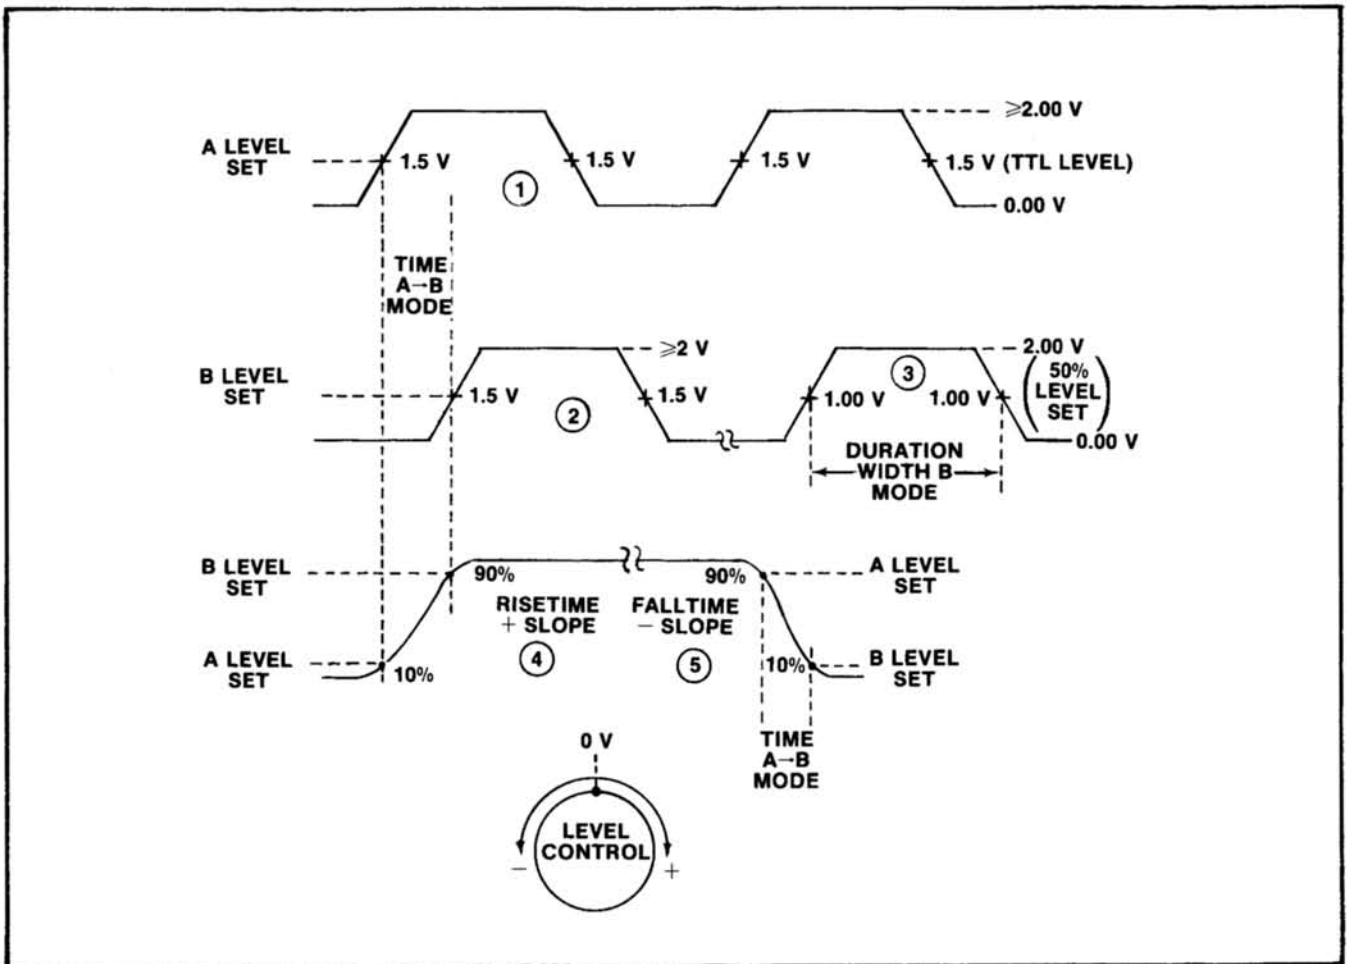 ≥2.00 V
A LEVEL
SET
1.5 V
1.5 V
1.5 V
1.5 V (TTL LEVEL)
1
0.00 V
TIME
A→B
MODE
≥2 V
2.00 V
B LEVEL
SET
1.5 V
1.5 V
2
3
1.00 V
1.00 V
(50%
LEVEL
SET)
0.00 V
DURATION
WIDTH B
MODE
B LEVEL
SET
90%
90%
A LEVEL
SET
RISETIME
+ SLOPE
4
FALLTIME
− SLOPE
5
A LEVEL
SET
10%
10%
B LEVEL
SET
TIME
A→B
MODE
0 V
LEVEL
CONTROL
−
+